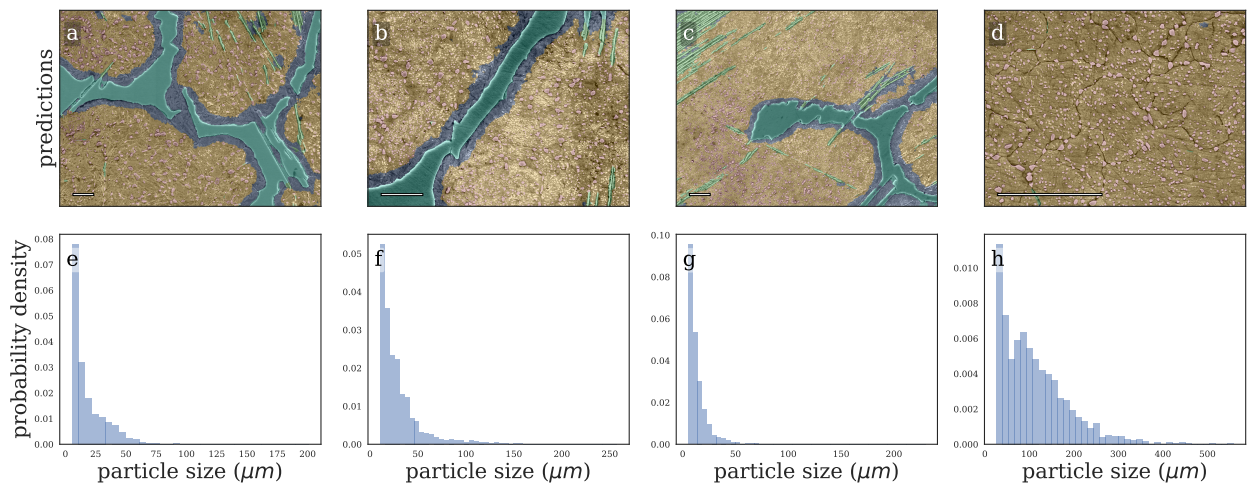 predictions
a
b
c
d
probability density
0.08
0.07
0.06
0.05
0.04
0.03
0.02
0.01
0.00
e
0 25 50 75 100 125 150 175 200
particle size (μm)
0.05
0.04
0.03
0.02
0.01
0.00
f
0 50 100 150 200 250
particle size (μm)
0.10
0.08
0.06
0.04
0.02
0.00
g
0 50 100 150 200
particle size (μm)
0.010
0.008
0.006
0.004
0.002
0.000
h
0 100 200 300 400 500
particle size (μm)